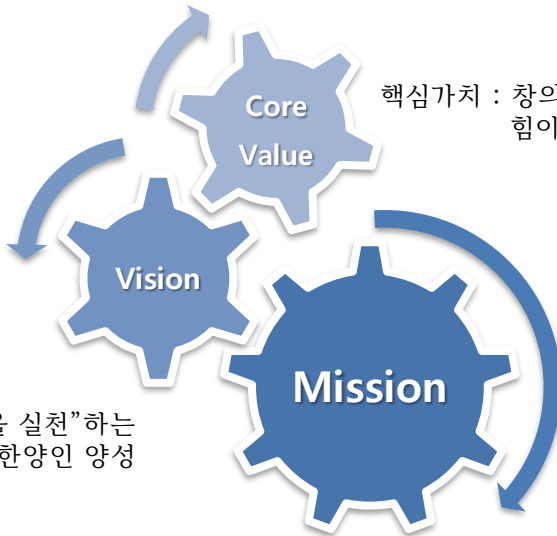 Core
Value
핵심가치 : 창의
힘이
Vision
Mission
실천”하는
한양인 양성